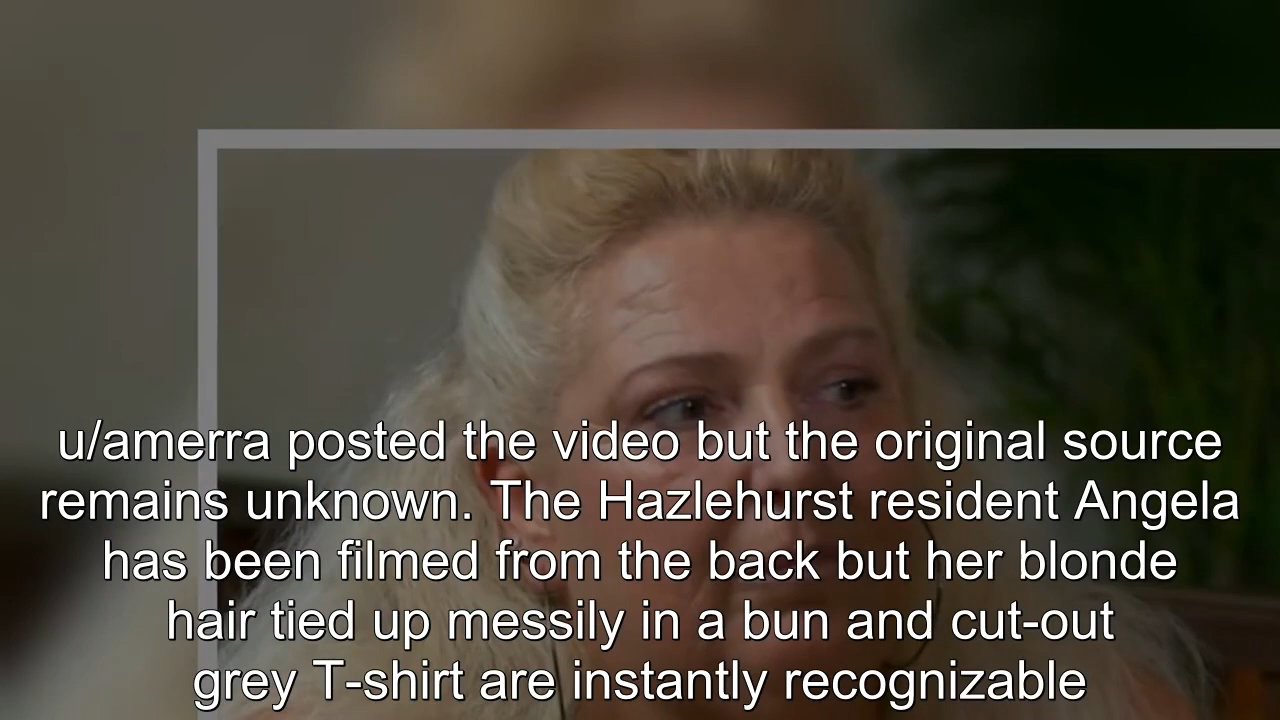 u/amerra posted the video but the original source
remains unknown. The Hazlehurst resident Angela
has been filmed from the back but her blonde
hair tied up messily in a bun and cut-out
grey T-shirt are instantly recognizable